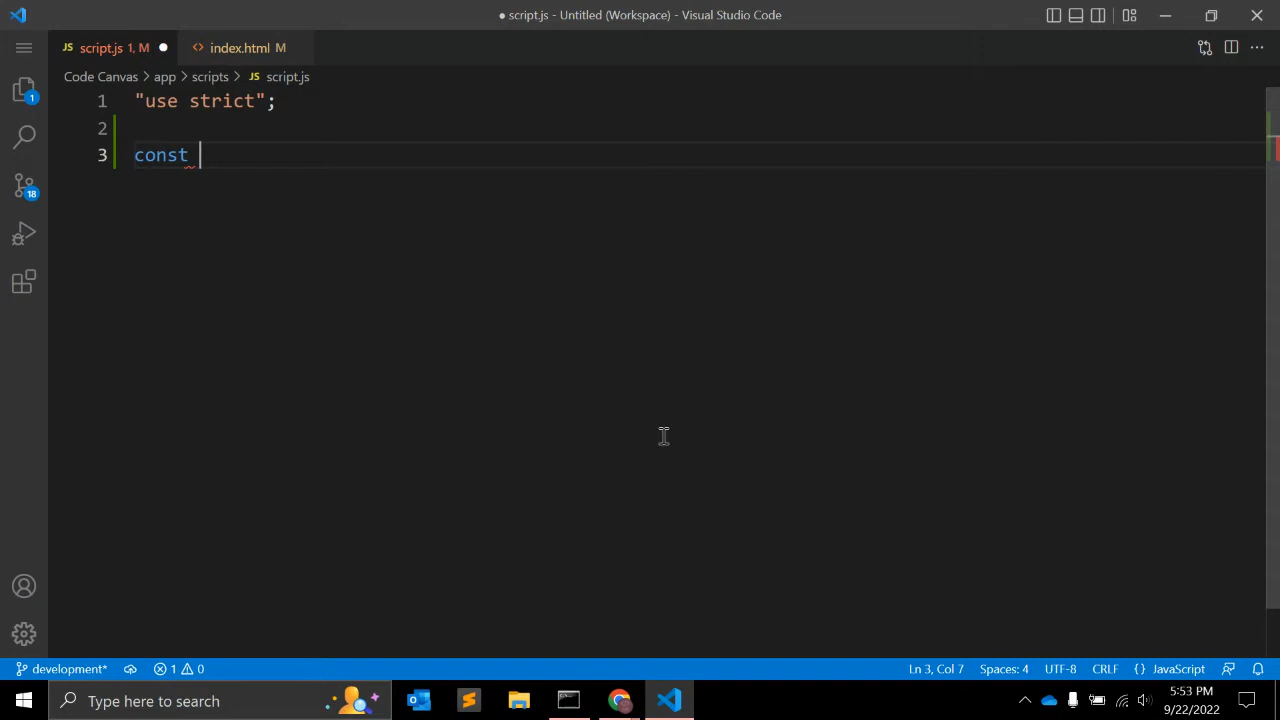 ● script.js - Untitled (Workspace) - Visual Studio Code
JS script.js 1, M ●
<> index.html M
Code Canvas > app > scripts > JS script.js
1 "use strict";
2
3 const
1
18
development*
1 0
Ln 3, Col 7
Spaces: 4
UTF-8
CRLF
{} JavaScript
Type here to search
5:53 PM
9/22/2022